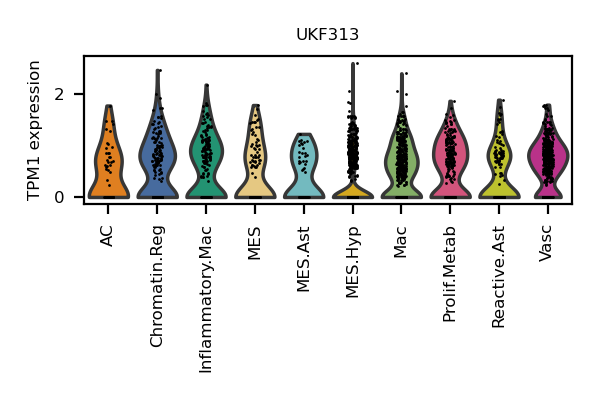 UKF313
TPM1 expression
2
0
AC
Chromatin.Reg
Inflammatory.Mac
MES
MES.Ast
MES.Hyp
Mac
Prolif.Metab
Reactive.Ast
Vasc